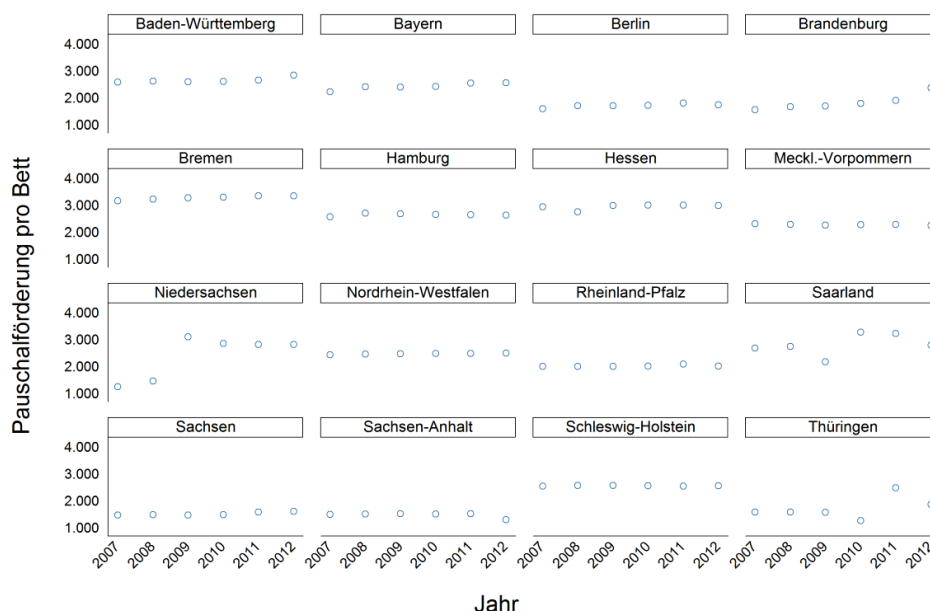 Pauschalförderung pro Bett
Baden-Württemberg Bayern Berlin Brandenburg
4.000
3.000
2.000
1.000
Bremen Hamburg Hessen Meckl.-Vorpommern
4.000
3.000
2.000
1.000
Niedersachsen Nordrhein-Westfalen Rheinland-Pfalz Saarland
4.000
3.000
2.000
1.000
Sachsen Sachsen-Anhalt Schleswig-Holstein Thüringen
4.000
3.000
2.000
1.000
2007 2008 2009 2010 2011 2012 2007 2008 2009 2010 2011 2012 2007 2008 2009 2010 2011 2012 2007 2008 2009 2010 2011 2012
Jahr